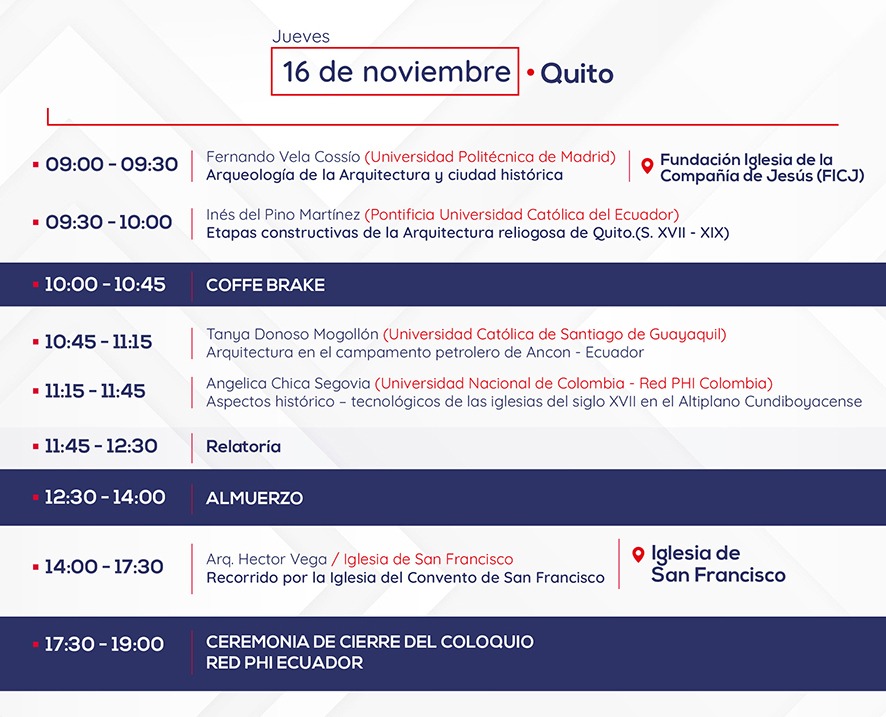 Jueves
16 de noviembre • Quito
09:00 - 09:30
Fernando Vela Cossío (Universidad Politécnica de Madrid)
Arqueología de la Arquitectura y ciudad histórica
Fundación Iglesia de la
Compañía de Jesús (FICJ)
09:30 - 10:00
Inés del Pino Martínez (Pontificia Universidad Católica del Ecuador)
Etapas constructivas de la Arquitectura reliogosa de Quito.(S. XVII - XIX)
10:00 - 10:45
COFFE BRAKE
10:45 - 11:15
Tanya Donoso Mogollón (Universidad Católica de Santiago de Guayaquil)
Arquitectura en el campamento petrolero de Ancon - Ecuador
11:15 - 11:45
Angelica Chica Segovia (Universidad Nacional de Colombia - Red PHI Colombia)
Aspectos histórico – tecnológicos de las iglesias del siglo XVII en el Altiplano Cundiboyacense
11:45 - 12:30
Relatoría
12:30 - 14:00
ALMUERZO
14:00 - 17:30
Arq. Hector Vega / Iglesia de San Francisco
Recorrido por la Iglesia del Convento de San Francisco
Iglesia de
San Francisco
17:30 - 19:00
CEREMONIA DE CIERRE DEL COLOQUIO
RED PHI ECUADOR